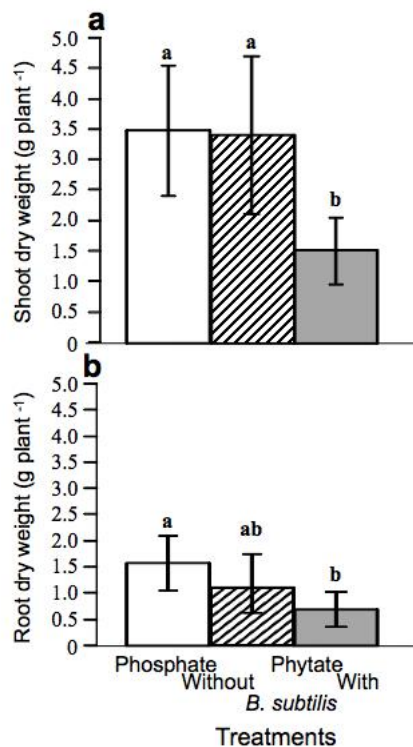 a
Shoot dry weight (g plant ⁻¹)
5.0
4.5
4.0
3.5
3.0
2.5
2.0
1.5
1.0
0.5
0
a a b
b
Root dry weight (g plant ⁻¹)
5.0
4.5
4.0
3.5
3.0
2.5
2.0
1.5
1.0
0.5
0
a ab b
Phosphate Phytate
Without With
B. subtilis
Treatments